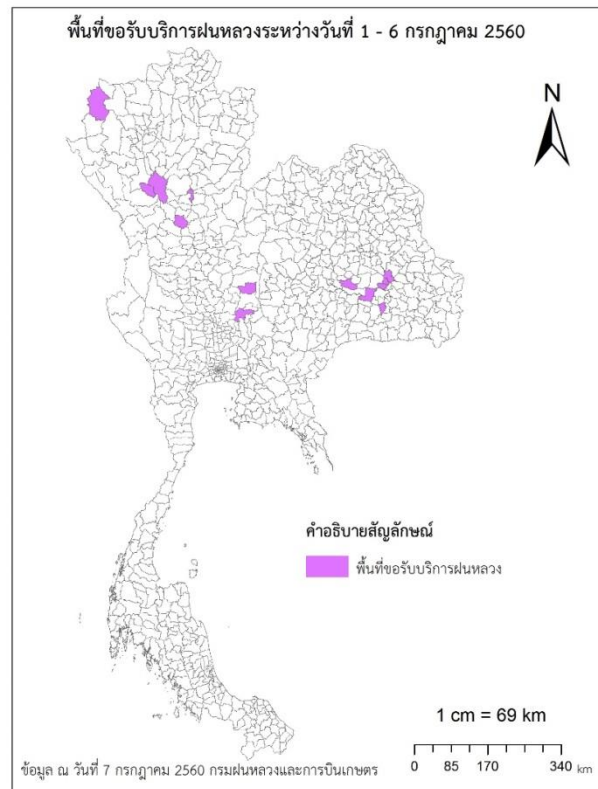 พื้นที่ขอรับบริการฝนหลวงระหว่างวันที่ 1 - 6 กรกฎาคม 2560
N
คำอธิบายสัญลักษณ์
พื้นที่ขอรับบริการฝนหลวง
1 cm = 69 km
0 85 170 340 km
ข้อมูล ณ วันที่ 7 กรกฎาคม 2560 กรมฝนหลวงและการบินเกษตร